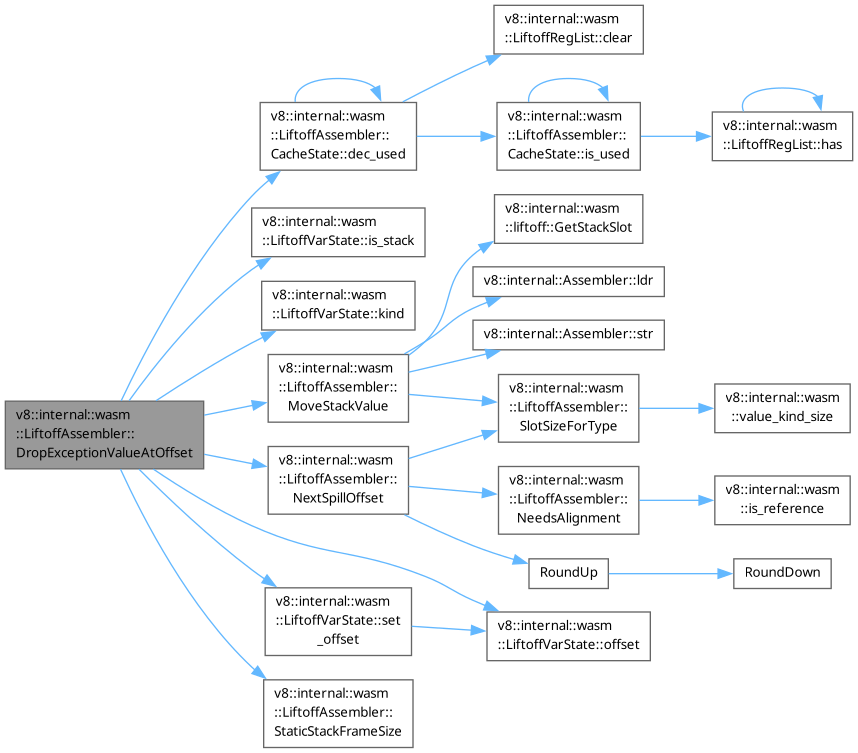 v8::internal::wasm
::LiftoffAssembler::
DropExceptionValueAtOffset
v8::internal::wasm
::LiftoffAssembler::
CacheState::dec_used
v8::internal::wasm
::LiftoffRegList::clear
v8::internal::wasm
::LiftoffAssembler::
CacheState::is_used
v8::internal::wasm
::LiftoffRegList::has
v8::internal::wasm
::LiftoffVarState::is_stack
v8::internal::wasm
::LiftoffVarState::kind
v8::internal::wasm
::LiftoffAssembler::
MoveStackValue
v8::internal::wasm
::liftoff::GetStackSlot
v8::internal::Assembler::ldr
v8::internal::Assembler::str
v8::internal::wasm
::LiftoffAssembler::
SlotSizeForType
v8::internal::wasm
::value_kind_size
v8::internal::wasm
::LiftoffAssembler::
NextSpillOffset
v8::internal::wasm
::LiftoffAssembler::
NeedsAlignment
v8::internal::wasm
::is_reference
RoundUp
RoundDown
v8::internal::wasm
::LiftoffVarState::set
_offset
v8::internal::wasm
::LiftoffVarState::offset
v8::internal::wasm
::LiftoffAssembler::
StaticStackFrameSize